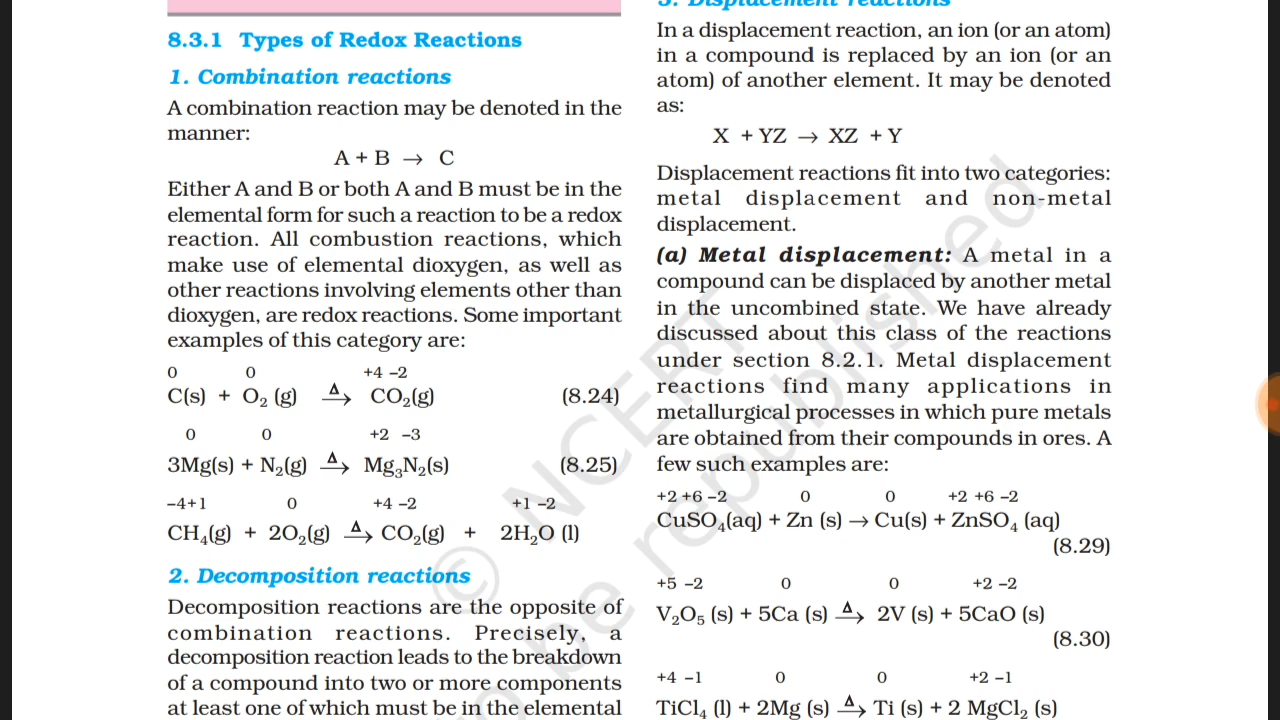 8.3.1 Types of Redox Reactions
1. Combination reactions
A combination reaction may be denoted in the
manner:
A + B → C
Either A and B or both A and B must be in the
elemental form for such a reaction to be a redox
reaction. All combustion reactions, which
make use of elemental dioxygen, as well as
other reactions involving elements other than
dioxygen, are redox reactions. Some important
examples of this category are:
0 0 +4 –2
C(s) + O₂ (g) Δ→ CO₂(g) (8.24)
0 0 +2 –3
3Mg(s) + N₂(g) Δ→ Mg₃N₂(s) (8.25)
–4+1 0 +4 –2 +1 –2
CH₄(g) + 2O₂(g) Δ→ CO₂(g) + 2H₂O (l)
2. Decomposition reactions
Decomposition reactions are the opposite of
combination reactions. Precisely, a
decomposition reaction leads to the breakdown
of a compound into two or more components
at least one of which must be in the elemental
3. Displacement reactions
In a displacement reaction, an ion (or an atom)
in a compound is replaced by an ion (or an
atom) of another element. It may be denoted
as:
X + YZ → XZ + Y
Displacement reactions fit into two categories:
metal displacement and non-metal
displacement.
(a) Metal displacement: A metal in a
compound can be displaced by another metal
in the uncombined state. We have already
discussed about this class of the reactions
under section 8.2.1. Metal displacement
reactions find many applications in
metallurgical processes in which pure metals
are obtained from their compounds in ores. A
few such examples are:
+2 +6 –2 0 0 +2 +6 –2
CuSO₄(aq) + Zn (s) → Cu(s) + ZnSO₄ (aq)
(8.29)
+5 –2 0 0 +2 –2
V₂O₅ (s) + 5Ca (s) Δ→ 2V (s) + 5CaO (s)
(8.30)
+4 –1 0 0 +2 –1
TiCl₄ (l) + 2Mg (s) Δ→ Ti (s) + 2 MgCl₂ (s)
© NCERT
be republished